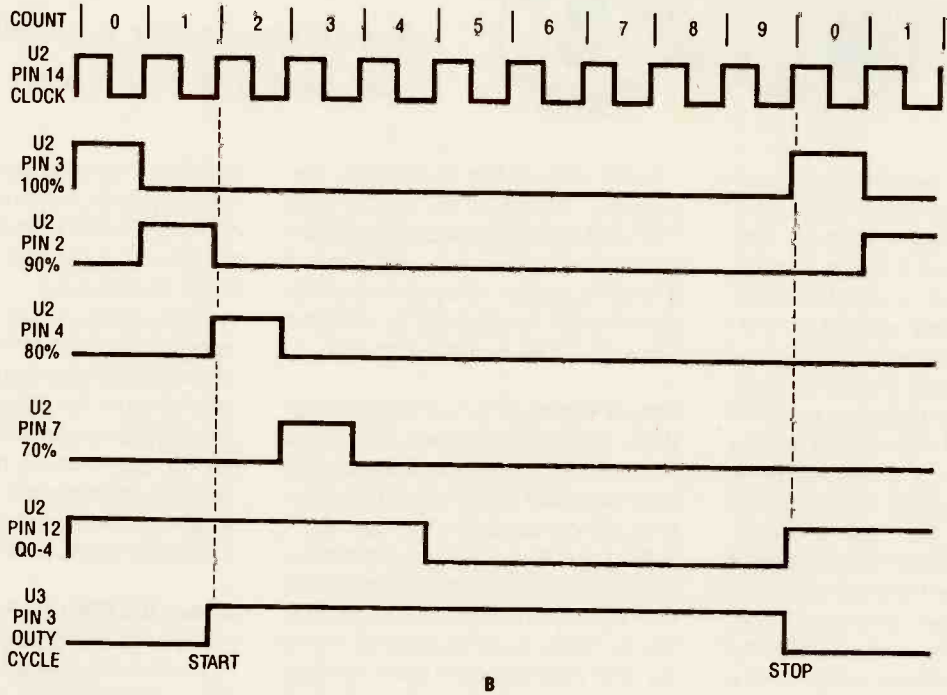 COUNT 0 1 2 3 4 5 6 7 8 9 0 1
U2
PIN 14
CLOCK
U2
PIN 3
100%
U2
PIN 2
90%
U2
PIN 4
80%
U2
PIN 7
70%
U2
PIN 12
Q0-4
U3
PIN 3
DUTY
CYCLE
START
STOP
B